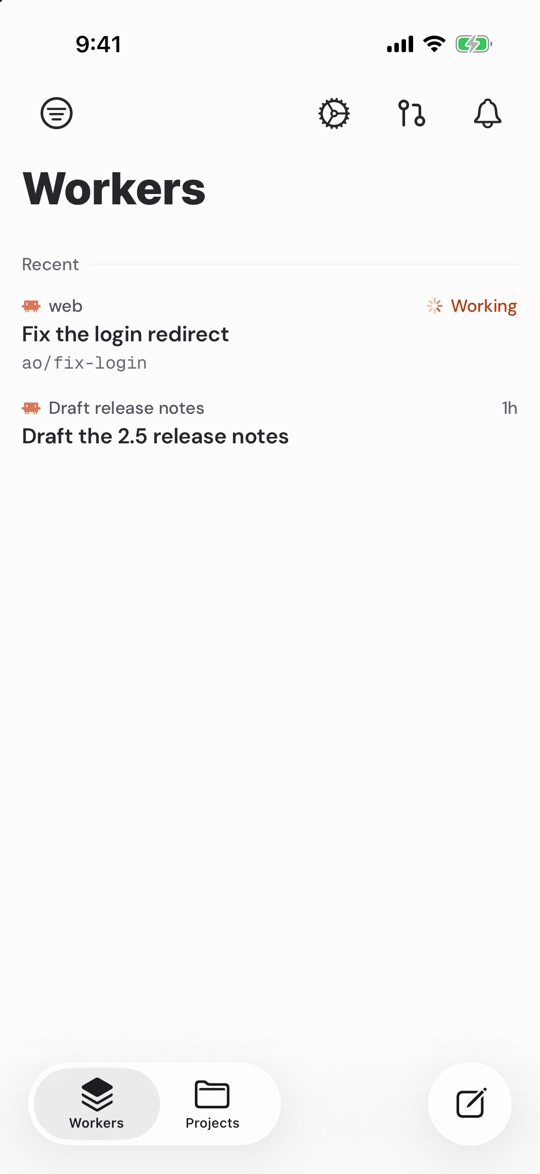 9:41
Workers
Recent
web
Working
Fix the login redirect
ao/fix-login
Draft release notes
1h
Draft the 2.5 release notes
Workers
Projects